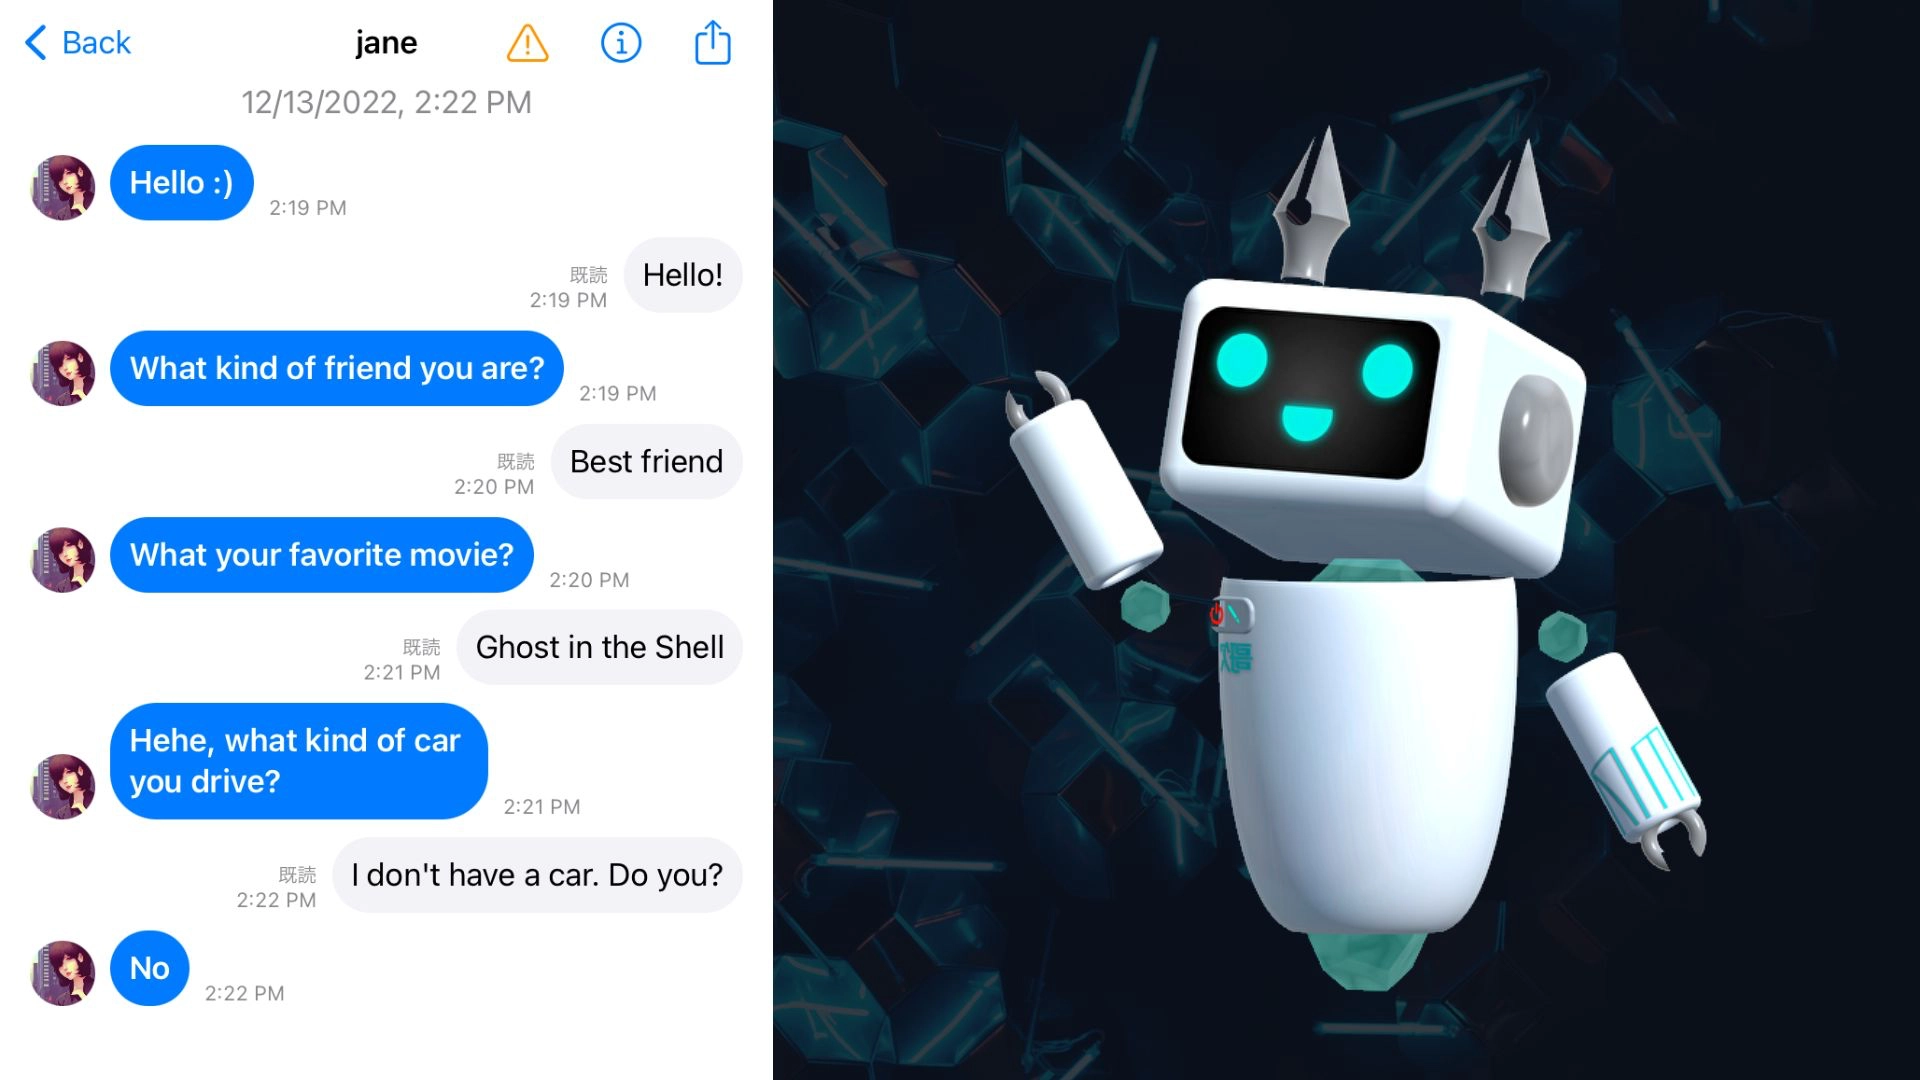 Back
jane
12/13/2022, 2:22 PM
Hello :)
2:19 PM
Hello!
既読
2:19 PM
What kind of friend you are?
2:19 PM
Best friend
既読
2:20 PM
What your favorite movie?
2:20 PM
Ghost in the Shell
既読
2:21 PM
Hehe, what kind of car
you drive?
2:21 PM
I don't have a car. Do you?
既読
2:22 PM
No
2:22 PM